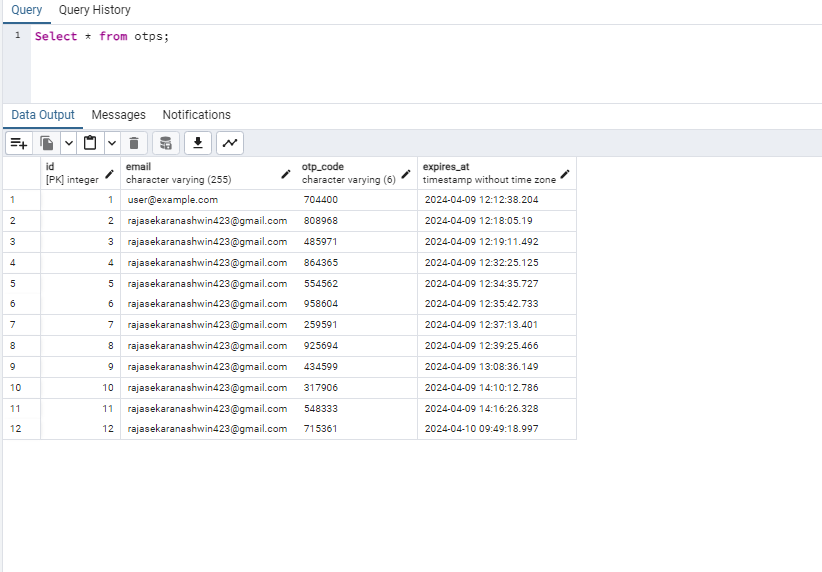 Query Query History
1 Select * from otps;
Data Output Messages Notifications
id email otp_code expires_at
[PK] integer character varying (255) character varying (6) timestamp without time zone
1 1 user@example.com 704400 2024-04-09 12:12:38.204
2 2 rajasekaranashwin423@gmail.com 808968 2024-04-09 12:18:05.19
3 3 rajasekaranashwin423@gmail.com 485971 2024-04-09 12:19:11.492
4 4 rajasekaranashwin423@gmail.com 864365 2024-04-09 12:32:25.125
5 5 rajasekaranashwin423@gmail.com 554562 2024-04-09 12:34:35.727
6 6 rajasekaranashwin423@gmail.com 958604 2024-04-09 12:35:42.733
7 7 rajasekaranashwin423@gmail.com 259591 2024-04-09 12:37:13.401
8 8 rajasekaranashwin423@gmail.com 925694 2024-04-09 12:39:25.466
9 9 rajasekaranashwin423@gmail.com 434599 2024-04-09 13:08:36.149
10 10 rajasekaranashwin423@gmail.com 317906 2024-04-09 14:10:12.786
11 11 rajasekaranashwin423@gmail.com 548333 2024-04-09 14:16:26.328
12 12 rajasekaranashwin423@gmail.com 715361 2024-04-10 09:49:18.997